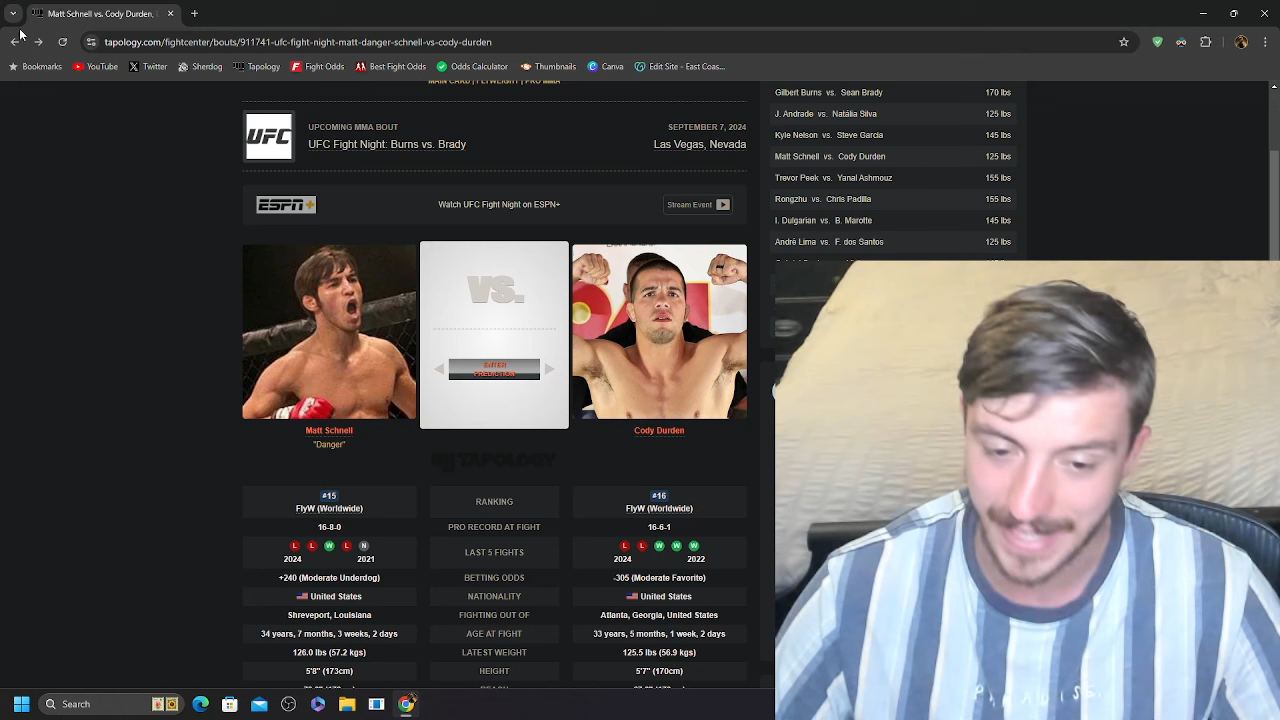 Matt Schnell vs. Cody Durden, L
tapology.com/fightcenter/bouts/911741-ufc-fight-night-matt-danger-schnell-vs-cody-durden
Bookmarks YouTube Twitter Sherdog Tapology Fight Odds Best Fight Odds Odds Calculator Thumbnails Canva Edit Site - East Coas...
MAIN CARD | FLYWEIGHT | PRO MMA
UFC
UPCOMING MMA BOUT SEPTEMBER 7, 2024
UFC Fight Night: Burns vs. Brady Las Vegas, Nevada
ESPN+ Watch UFC Fight Night on ESPN+ Stream Event
VS.
ENTER
PREDICTION
Matt Schnell Cody Durden
"Danger"
TAPOLOGY
#15 RANKING #16
FlyW (Worldwide) FlyW (Worldwide)
16-8-0 PRO RECORD AT FIGHT 16-6-1
L L W L N LAST 5 FIGHTS L L W W W
2024 2021 2024 2022
+240 (Moderate Underdog) BETTING ODDS -305 (Moderate Favorite)
United States NATIONALITY United States
Shreveport, Louisiana FIGHTING OUT OF Atlanta, Georgia, United States
34 years, 7 months, 3 weeks, 2 days AGE AT FIGHT 33 years, 5 months, 1 week, 2 days
126.0 lbs (57.2 kgs) LATEST WEIGHT 125.5 lbs (56.9 kgs)
5'8" (173cm) HEIGHT 5'7" (170cm)
Gilbert Burns vs. Sean Brady 170 lbs
J. Andrade vs. Natália Silva 125 lbs
Kyle Nelson vs. Steve Garcia 145 lbs
Matt Schnell vs. Cody Durden 125 lbs
Trevor Peek vs. Yanal Ashmouz 155 lbs
Rongzhu vs. Chris Padilla 155 lbs
I. Dulgarian vs. B. Marotte 145 lbs
André Lima vs. F. dos Santos 125 lbs
Search